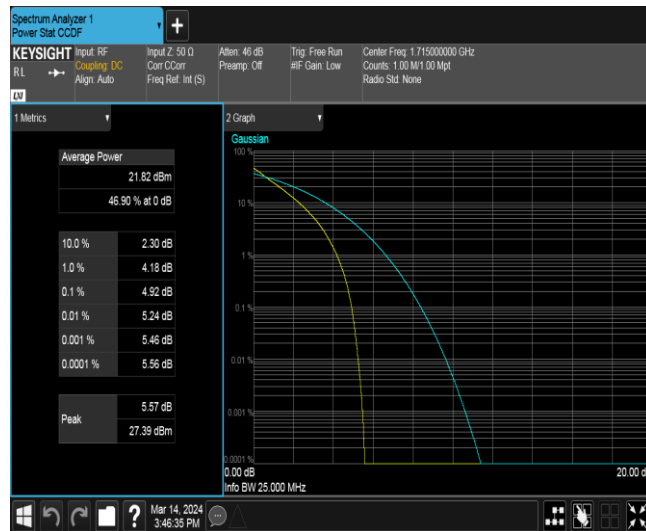 Spectrum Analyzer 1
Power Stat CCDF
+
KEYSIGHT Input: RF Input Z: 50 Ω Atten: 46 dB Trig: Free Run Center Freq: 1.715000000 GHz
RL Coupling: DC Corr CCorr Preamp: Off #IF Gain: Low Counts: 1.00 M/1.00 Mpt
Align: Auto Freq Ref: Int (S) Radio Std: None
LXI
1 Metrics
Average Power
21.82 dBm
46.90 % at 0 dB
10.0 % 2.30 dB
1.0 % 4.18 dB
0.1 % 4.92 dB
0.01 % 5.24 dB
0.001 % 5.46 dB
0.0001 % 5.56 dB
Peak 5.57 dB
27.39 dBm
2 Graph
Gaussian
100 %
10 %
1 %
0.1 %
0.01 %
0.001 %
0.0001 %
0.00 dB 20.00 d
Info BW 25.000 MHz
? Mar 14, 2024
3:46:35 PM